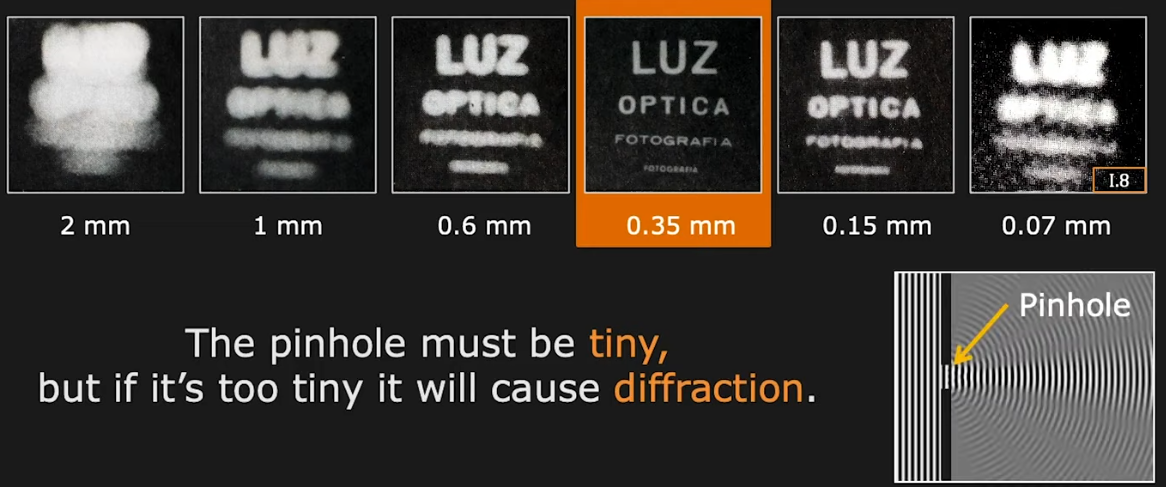 LUZ
OPTICA
LUZ
OPTICA
FOTOGRAFIA
LUZ
OPTICA
FOTOGRAFIA
FOTOGRAFIA
LUZ
OPTICA
FOTOGRAFIA
LUZ
I.8
2 mm
1 mm
0.6 mm
0.35 mm
0.15 mm
0.07 mm
Pinhole
The pinhole must be tiny,
but if it’s too tiny it will cause diffraction.